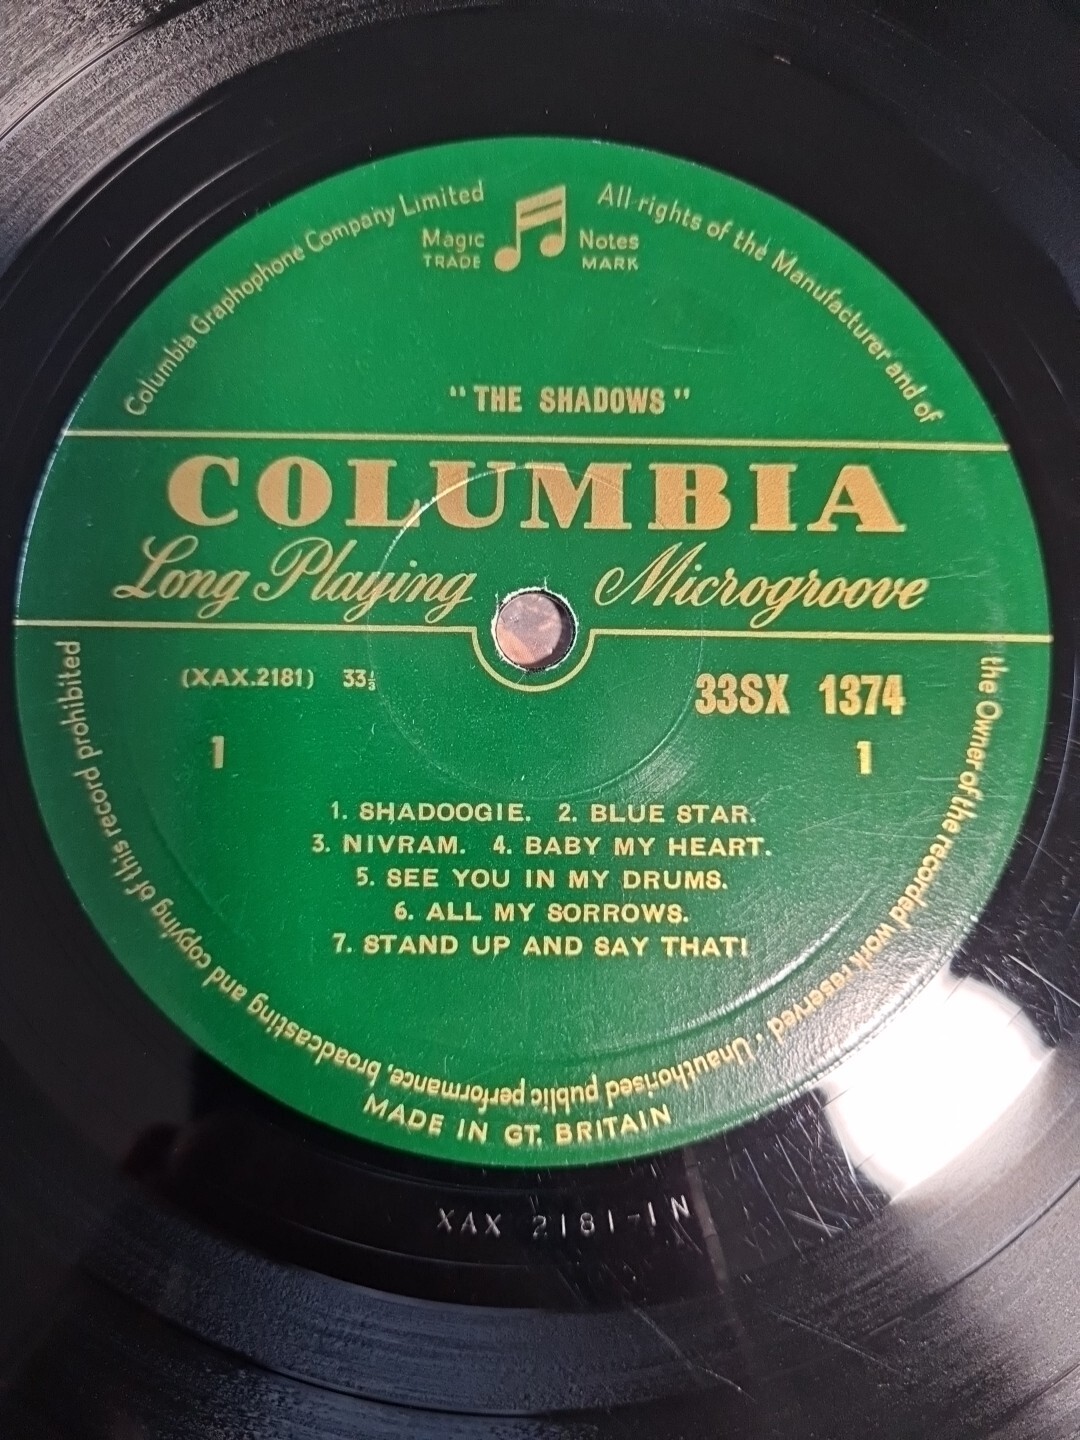 Columbia Graphophone Company Limited
Magic Notes
TRADE MARK
All rights of the Manufacturer and of
the Owner of the recorded work reserved · Unauthorised public performance, broadcasting and copying of this record prohibited
"THE SHADOWS"
COLUMBIA
Long Playing Microgroove
(XAX.2181) 33⅓
33SX 1374
1 1
1. SHADOOGIE. 2. BLUE STAR.
3. NIVRAM. 4. BABY MY HEART.
5. SEE YOU IN MY DRUMS.
6. ALL MY SORROWS.
7. STAND UP AND SAY THAT!
MADE IN GT. BRITAIN
XAX 2181-1N